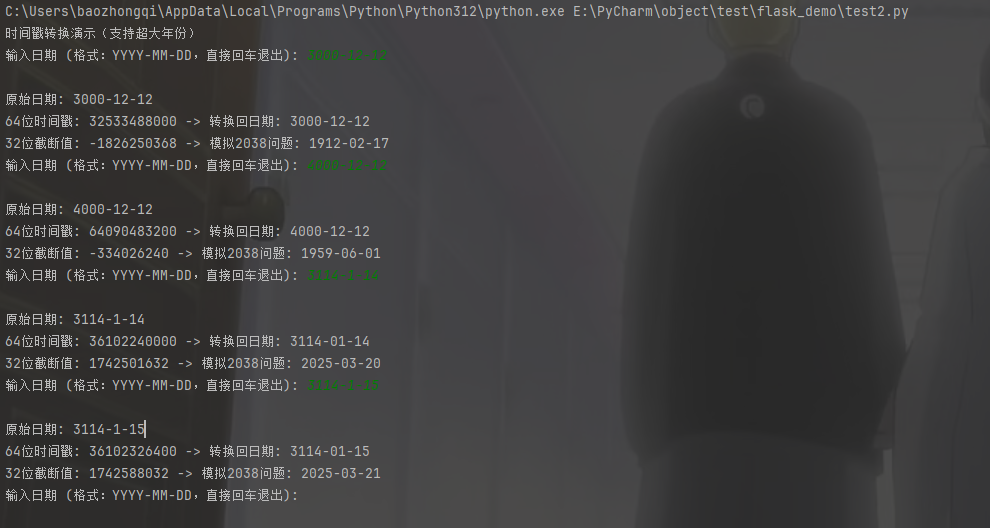 C:\Users\baozhongqi\AppData\Local\Programs\Python\Python312\python.exe E:\PyCharm\object\test\flask_demo\test2.py
时间戳转换演示（支持超大年份）
输入日期 (格式：YYYY-MM-DD，直接回车退出): 3000-12-12
原始日期: 3000-12-12
64位时间戳: 32533488000 -> 转换回日期: 3000-12-12
32位截断值: -1826250368 -> 模拟2038问题: 1912-02-17
输入日期 (格式：YYYY-MM-DD，直接回车退出): 4000-12-12
原始日期: 4000-12-12
64位时间戳: 64090483200 -> 转换回日期: 4000-12-12
32位截断值: -334026240 -> 模拟2038问题: 1959-06-01
输入日期 (格式：YYYY-MM-DD，直接回车退出): 3114-1-14
原始日期: 3114-1-14
64位时间戳: 36102240000 -> 转换回日期: 3114-01-14
32位截断值: 1742501632 -> 模拟2038问题: 2025-03-20
输入日期 (格式：YYYY-MM-DD，直接回车退出): 3114-1-15
原始日期: 3114-1-15
64位时间戳: 36102326400 -> 转换回日期: 3114-01-15
32位截断值: 1742588032 -> 模拟2038问题: 2025-03-21
输入日期 (格式：YYYY-MM-DD，直接回车退出):